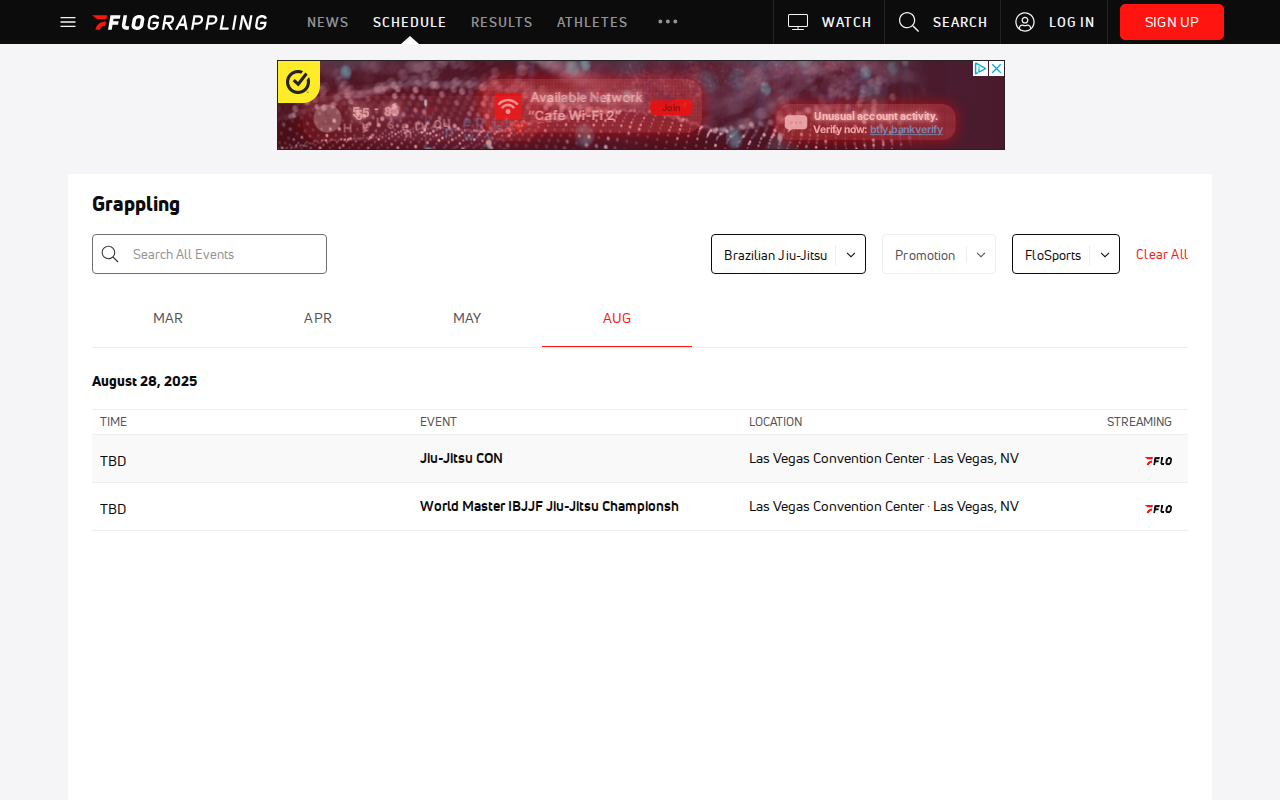 FLOGRAPPLING NEWS SCHEDULE RESULTS ATHLETES WATCH SEARCH LOG IN SIGN UP
Available Network
"Cafe Wi-Fi 2"
Join
Unusual account activity.
Verify now: btly.bankverify
Grappling
Search All Events
Brazilian Jiu-Jitsu
Promotion
FloSports
Clear All
MAR APR MAY AUG
August 28, 2025
TIME EVENT LOCATION STREAMING
TBD Jiu-Jitsu CON Las Vegas Convention Center · Las Vegas, NV FLO
TBD World Master IBJJF Jiu-Jitsu Championsh Las Vegas Convention Center · Las Vegas, NV FLO